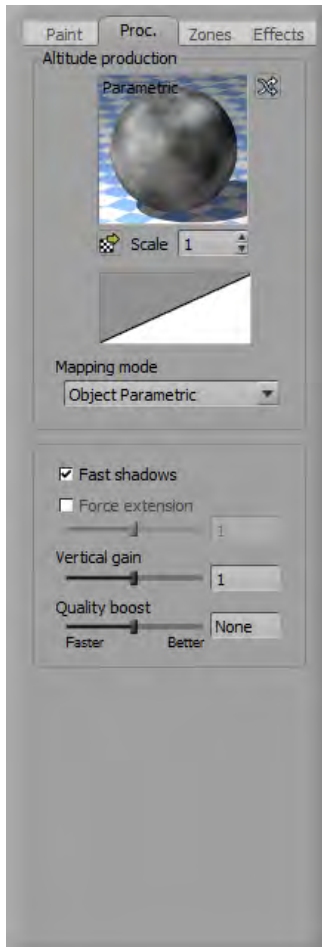 Paint Proc. Zones Effects
Altitude production
Parametric
Scale 1
Mapping mode
Object Parametric
Fast shadows
Force extension
1
Vertical gain
1
Quality boost
None
Faster Better